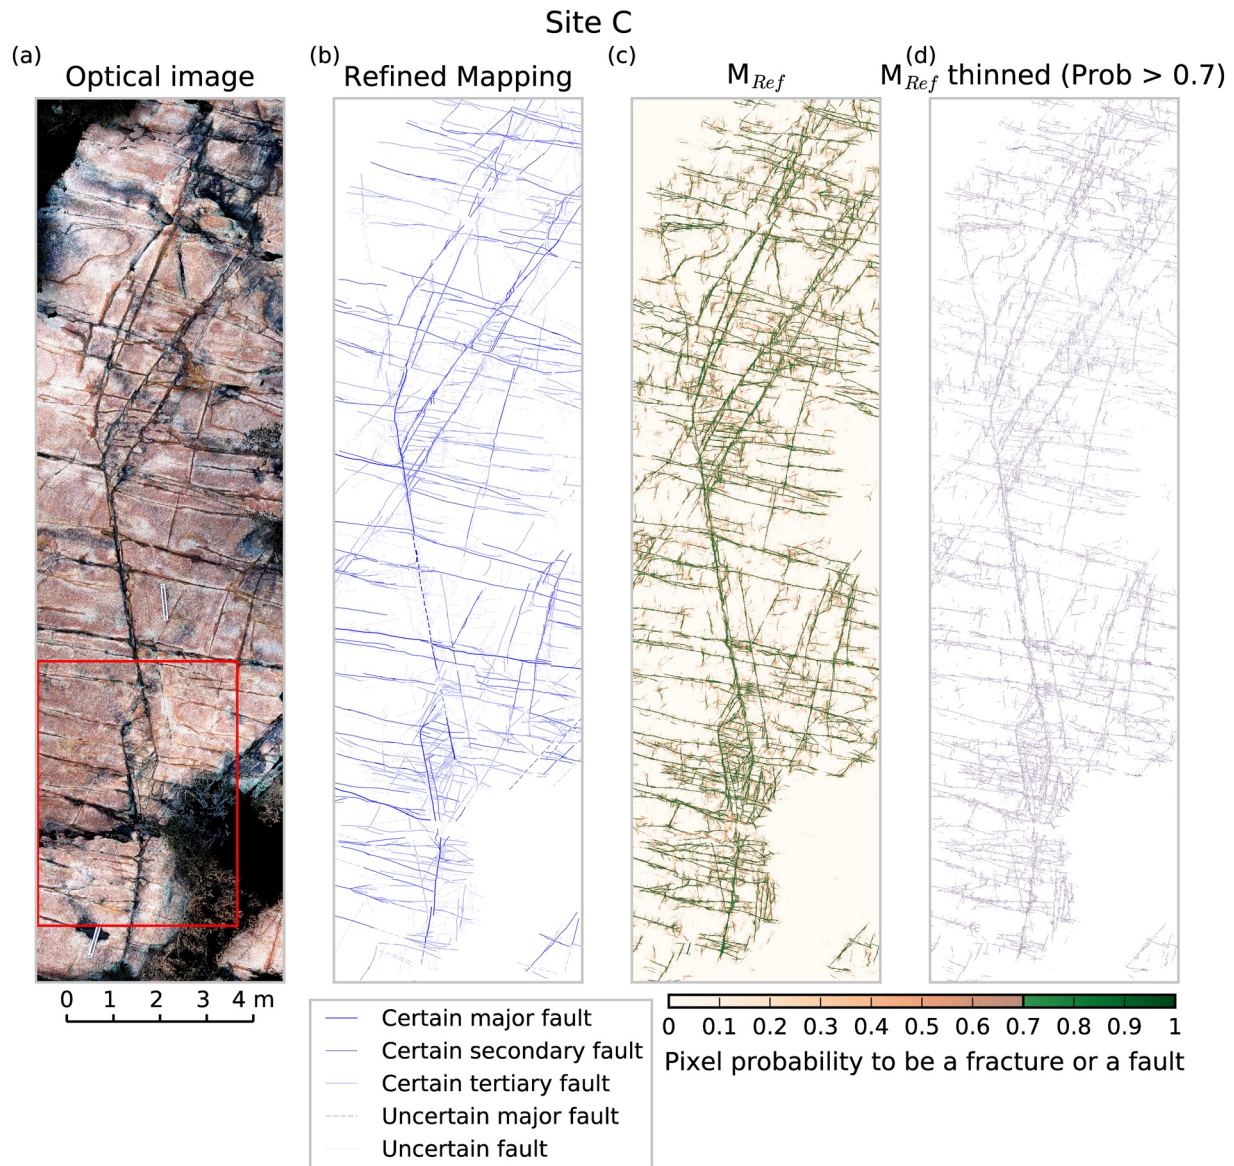 Site C
(a)
Optical image
(b)
Refined Mapping
(c)
M_Ref
(d)
M_Ref thinned (Prob > 0.7)
0 1 2 3 4 m
Certain major fault
Certain secondary fault
Certain tertiary fault
Uncertain major fault
Uncertain fault
0 0.1 0.2 0.3 0.4 0.5 0.6 0.7 0.8 0.9 1
Pixel probability to be a fracture or a fault